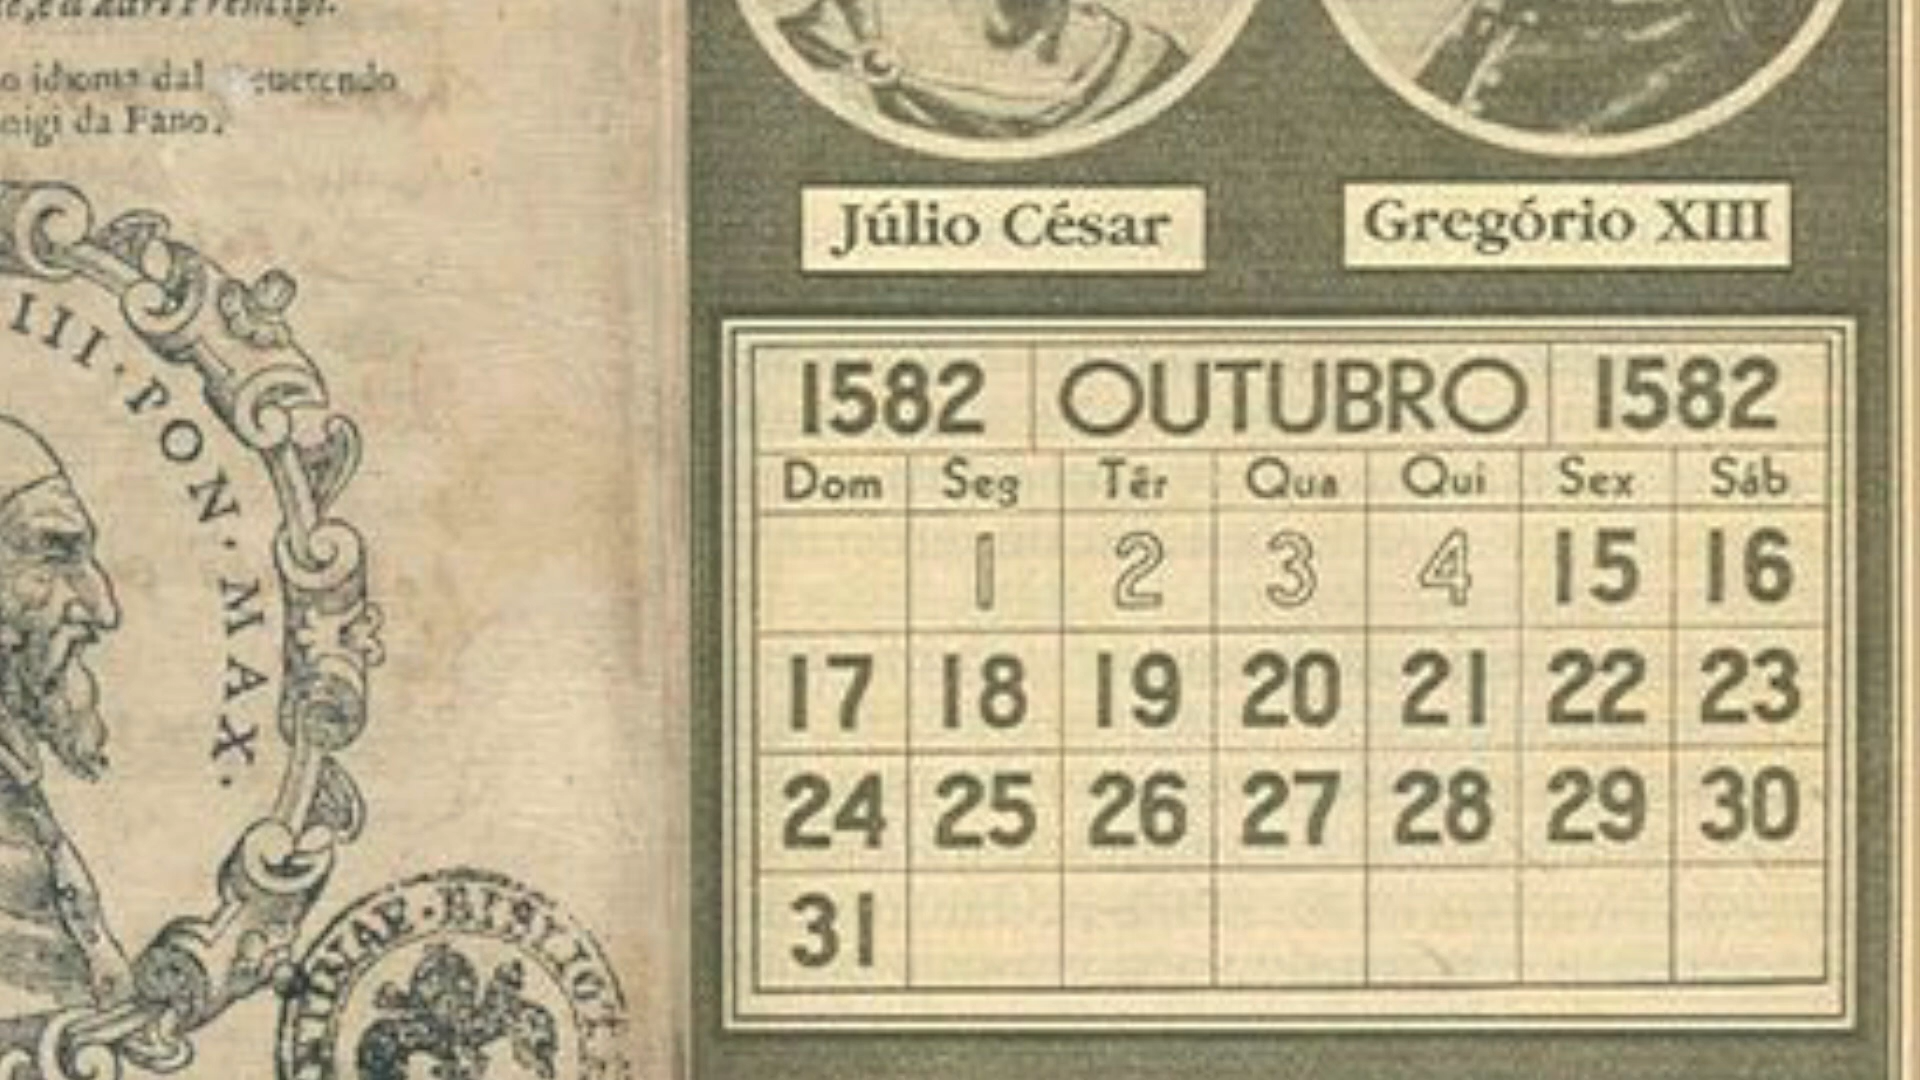 o idioma dal
nigi da Fano.
III · PON · MAX ·
Júlio César
Gregório XIII
1582 OUTUBRO 1582
Dom Seg Têr Qua Qui Sex Sáb
1 2 3 4 15 16
17 18 19 20 21 22 23
24 25 26 27 28 29 30
31